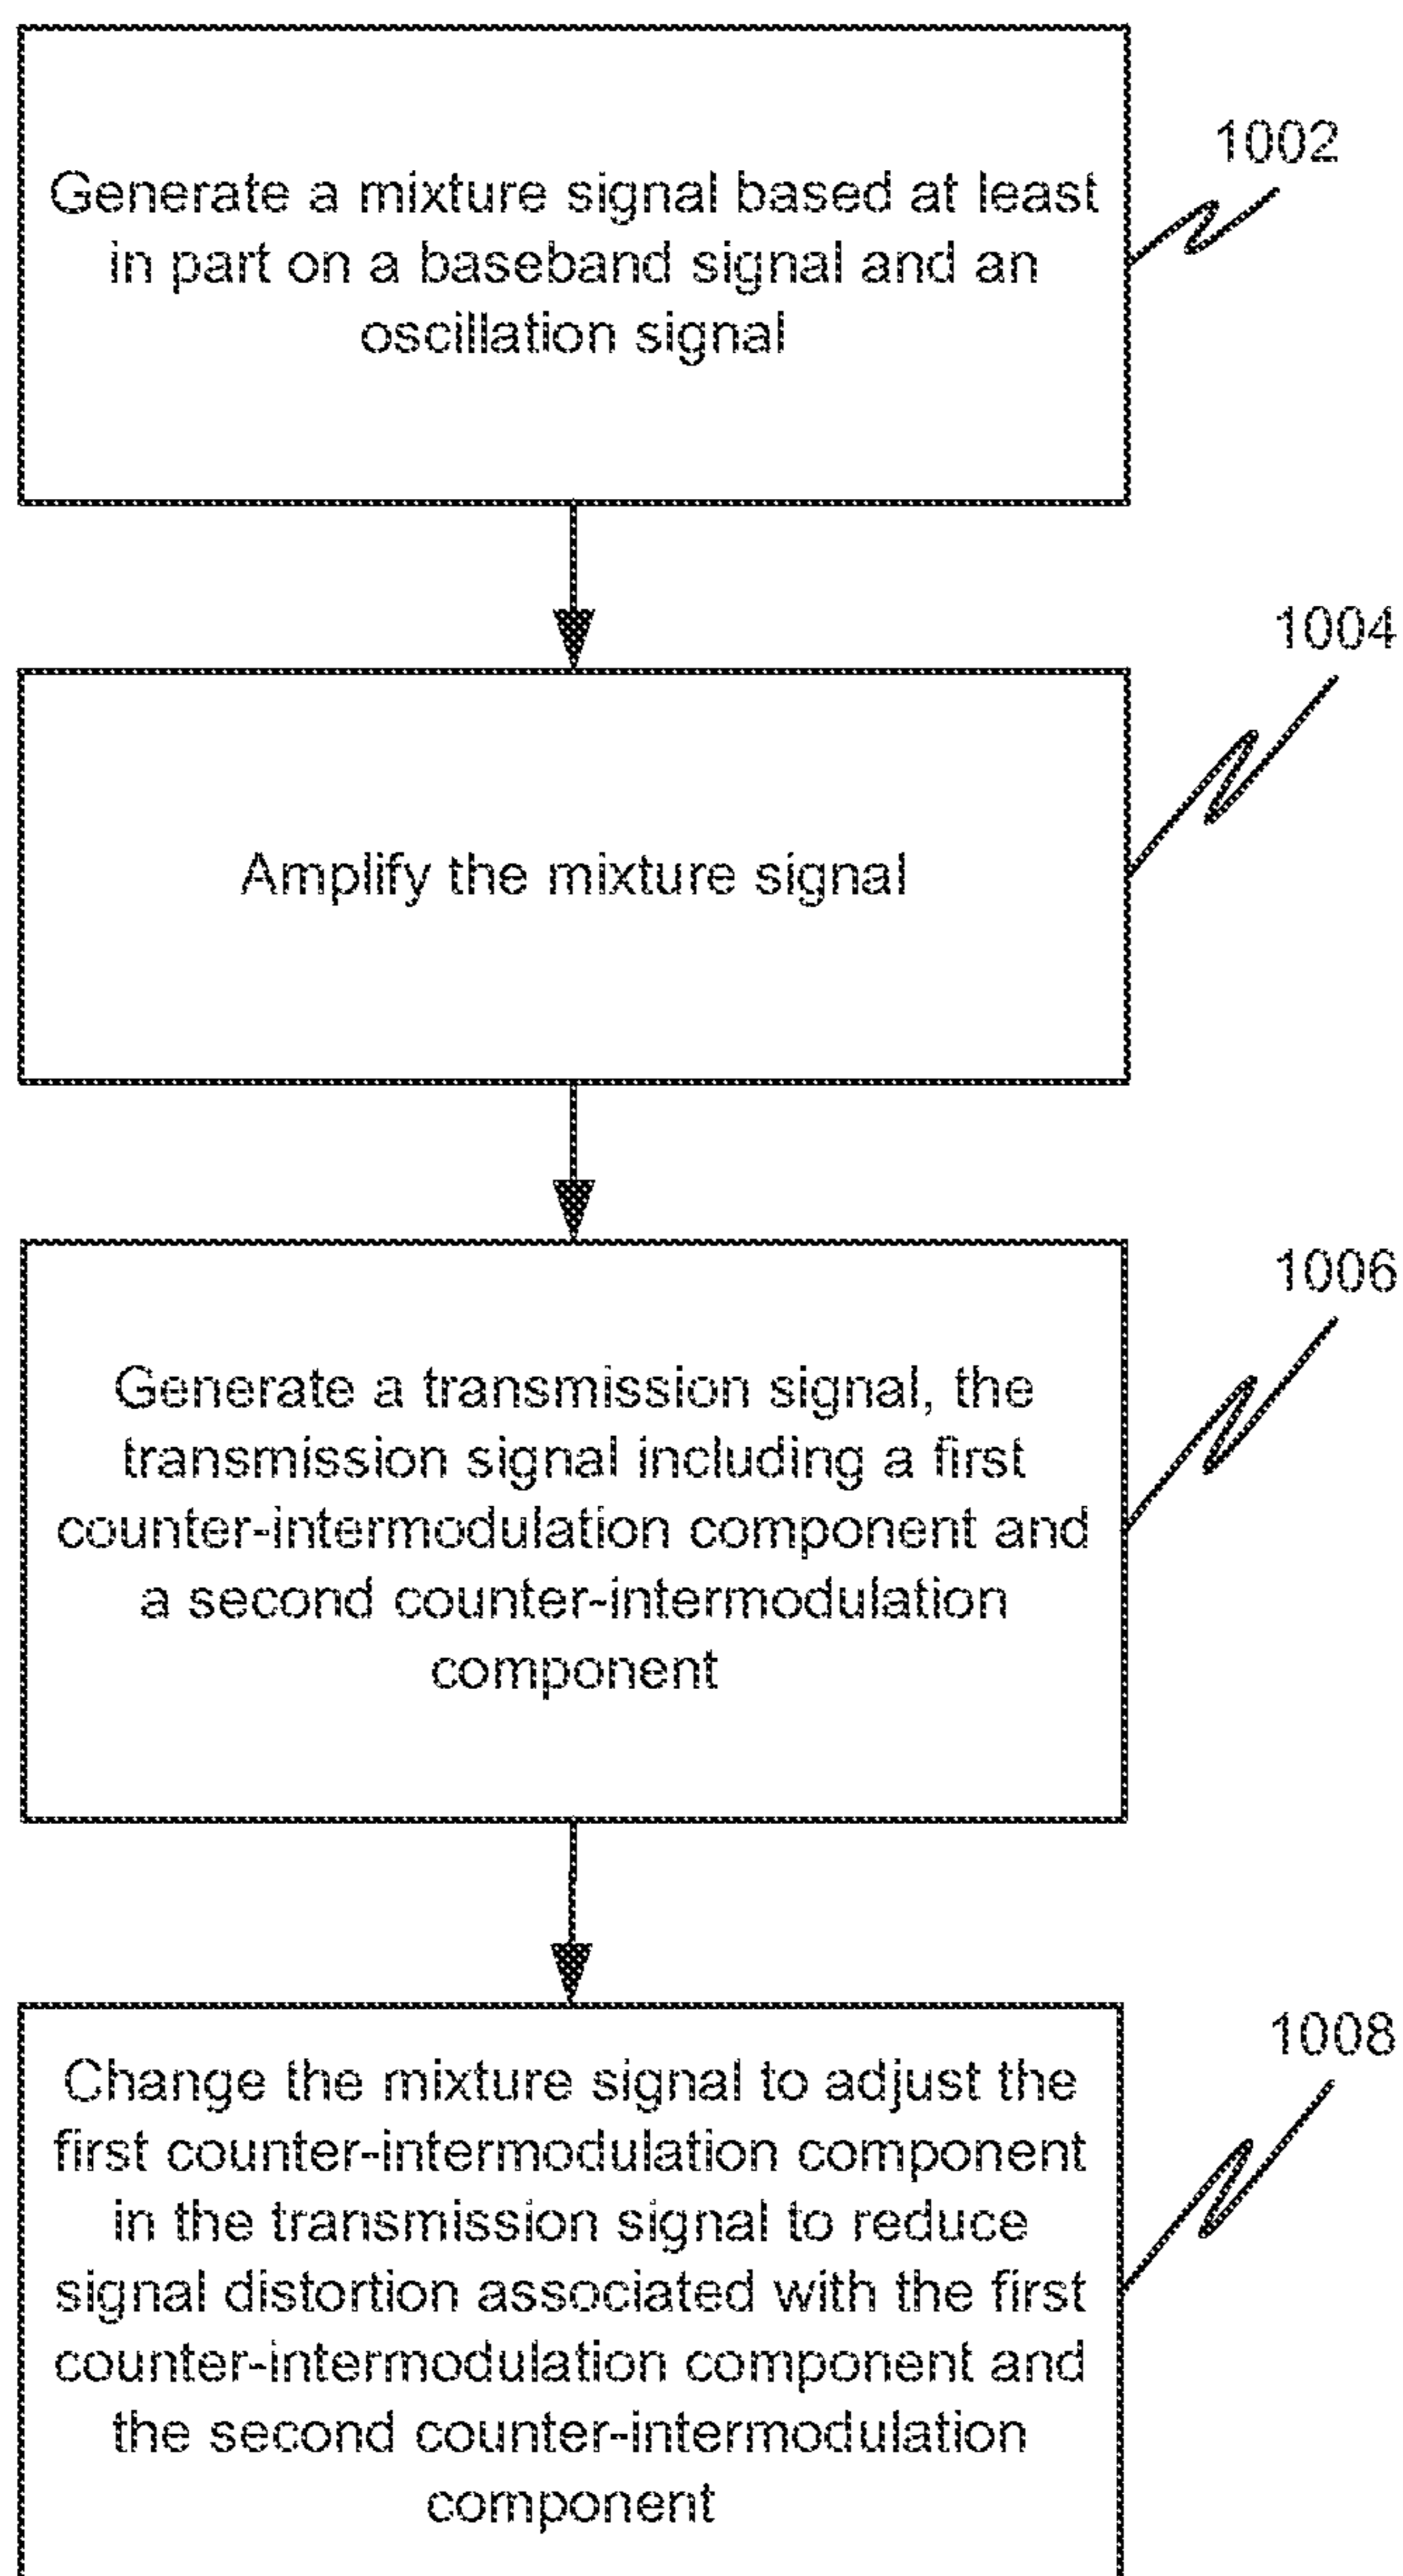 Generate a mixture signal based at least
in part on a baseband signal and an
oscillation signal
1002
Amplify the mixture signal
1004
Generate a transmission signal, the
transmission signal including a first
counter-intermodulation component and
a second counter-intermodulation
component
1006
Change the mixture signal to adjust the
first counter-intermodulation component
in the transmission signal to reduce
signal distortion associated with the first
counter-intermodulation component and
the second counter-intermodulation
component
1008